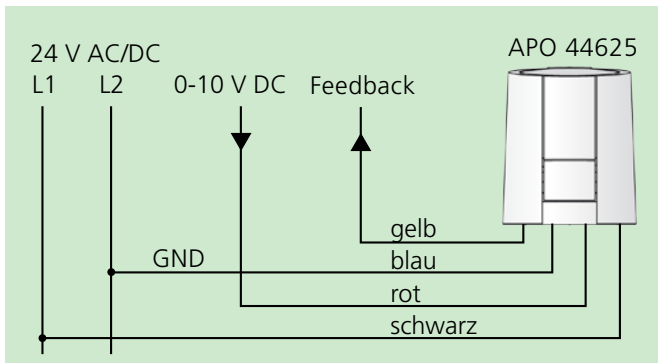 24 V AC/DC
L1 L2 0-10 V DC Feedback
APO 44625
gelb
GND blau
rot
schwarz